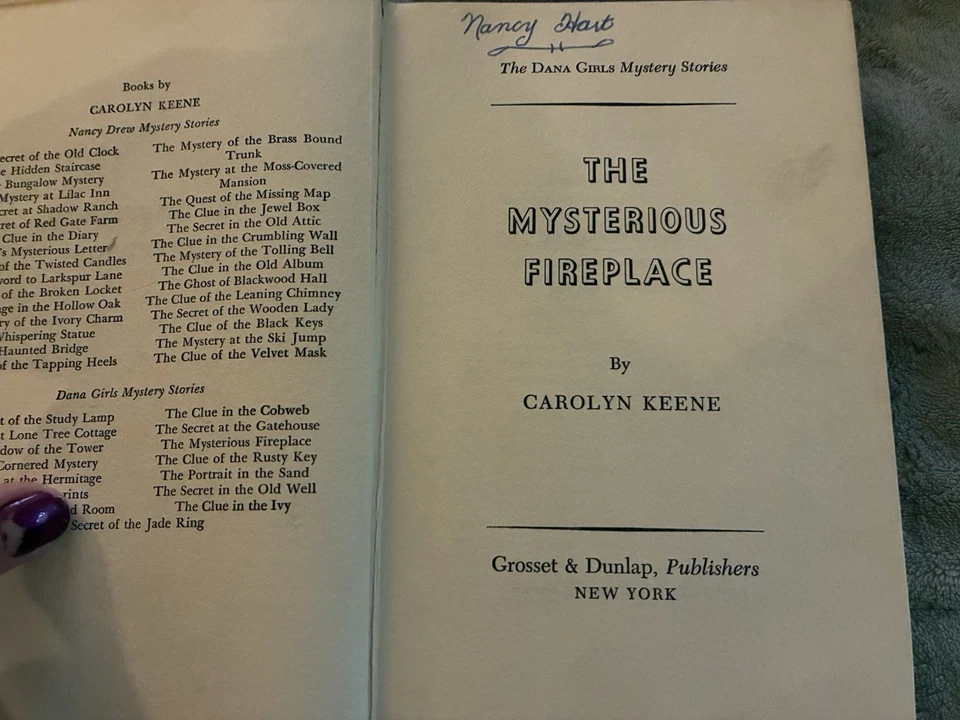 Books by
CAROLYN KEENE
Nancy Drew Mystery Stories
ecret of the Old Clock
e Hidden Staircase
Bungalow Mystery
Mystery at Lilac Inn
cret at Shadow Ranch
ret of Red Gate Farm
Clue in the Diary
's Mysterious Letter
of the Twisted Candles
word to Larkspur Lane
of the Broken Locket
ge in the Hollow Oak
ry of the Ivory Charm
Whispering Statue
Haunted Bridge
of the Tapping Heels
The Mystery of the Brass Bound
Trunk
The Mystery at the Moss-Covered
Mansion
The Quest of the Missing Map
The Clue in the Jewel Box
The Secret in the Old Attic
The Clue in the Crumbling Wall
The Mystery of the Tolling Bell
The Clue in the Old Album
The Ghost of Blackwood Hall
The Clue of the Leaning Chimney
The Secret of the Wooden Lady
The Clue of the Black Keys
The Mystery at the Ski Jump
The Clue of the Velvet Mask
Dana Girls Mystery Stories
t of the Study Lamp
t Lone Tree Cottage
dow of the Tower
Cornered Mystery
at the Hermitage
rints
d Room
Secret of the Jade Ring
The Clue in the Cobweb
The Secret at the Gatehouse
The Mysterious Fireplace
The Clue of the Rusty Key
The Portrait in the Sand
The Secret in the Old Well
The Clue in the Ivy
Nancy Hart
The DANA GIRLS Mystery Stories
THE
MYSTERIOUS
FIREPLACE
By
CAROLYN KEENE
Grosset & Dunlap, Publishers
NEW YORK